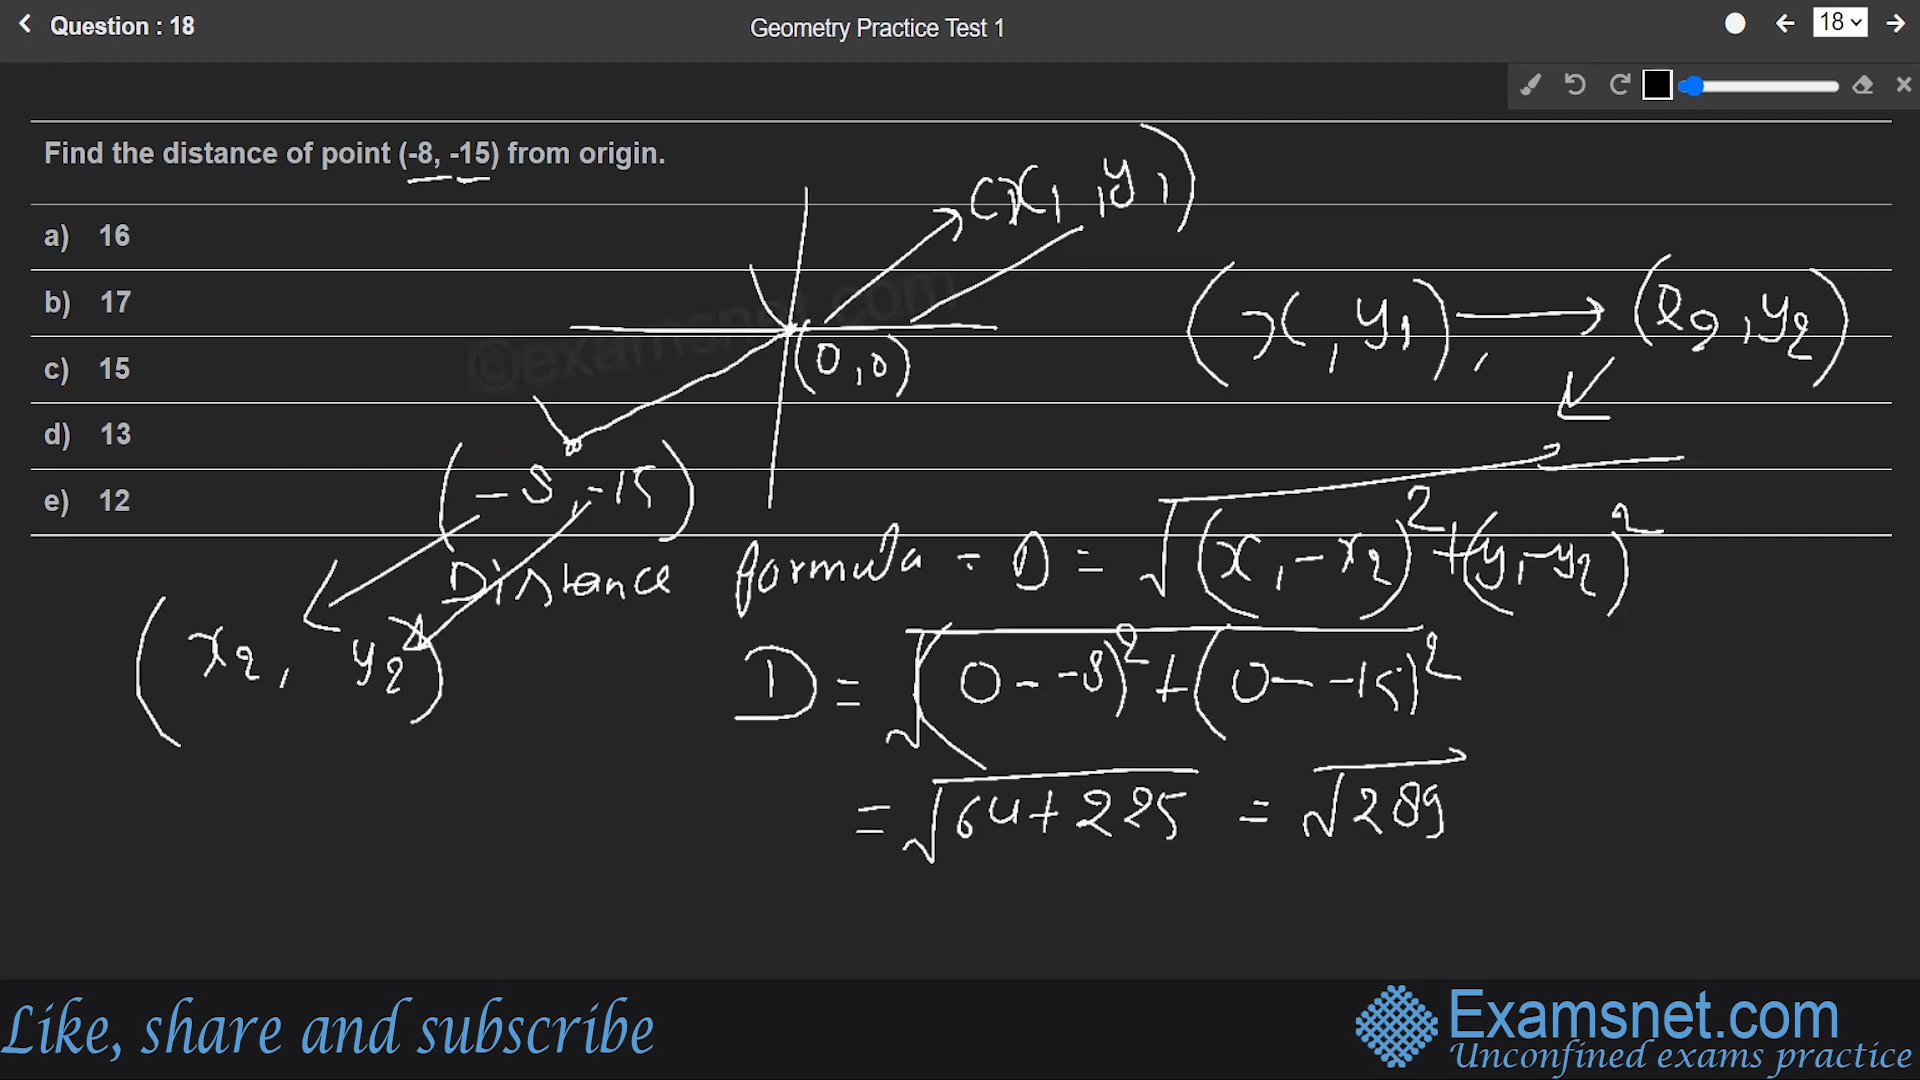 Question : 18
Geometry Practice Test 1
18
Find the distance of point (-8, -15) from origin.
(x1, y1)
a) 16
b) 17
@examsnet.com
(x, y1), → (x2, y2)
(0,0)
c) 15
d) 13
(-8, -15)
e) 12
Distance formula - D = √(x1-x2)²+(y1-y2)²
(x2, y2)
D = √(0--8)²+(0--15)²
= √64+225 = √289
Like, share and subscribe
Examsnet.com
Unconfined exams practice